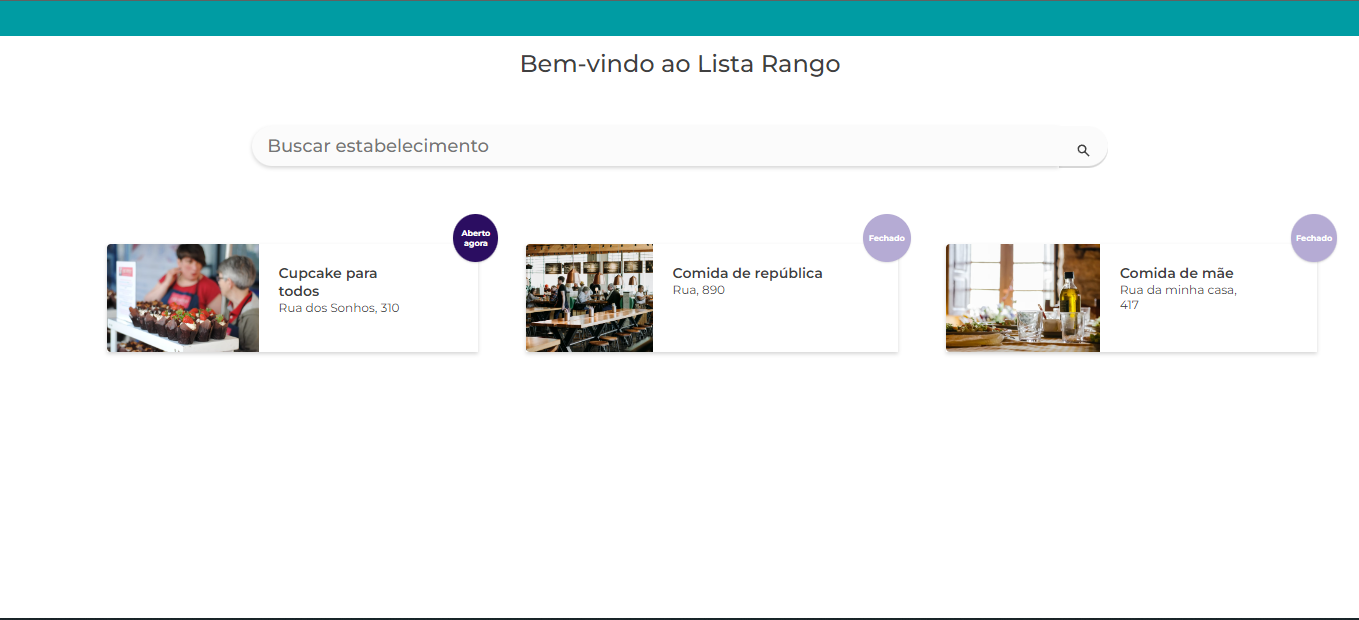 Bem-vindo ao Lista Rango
Buscar estabelecimento
Aberto
agora
Cupcake para
todos
Rua dos Sonhos, 310
Fechado
Comida de república
Rua, 890
Fechado
Comida de mãe
Rua da minha casa,
417